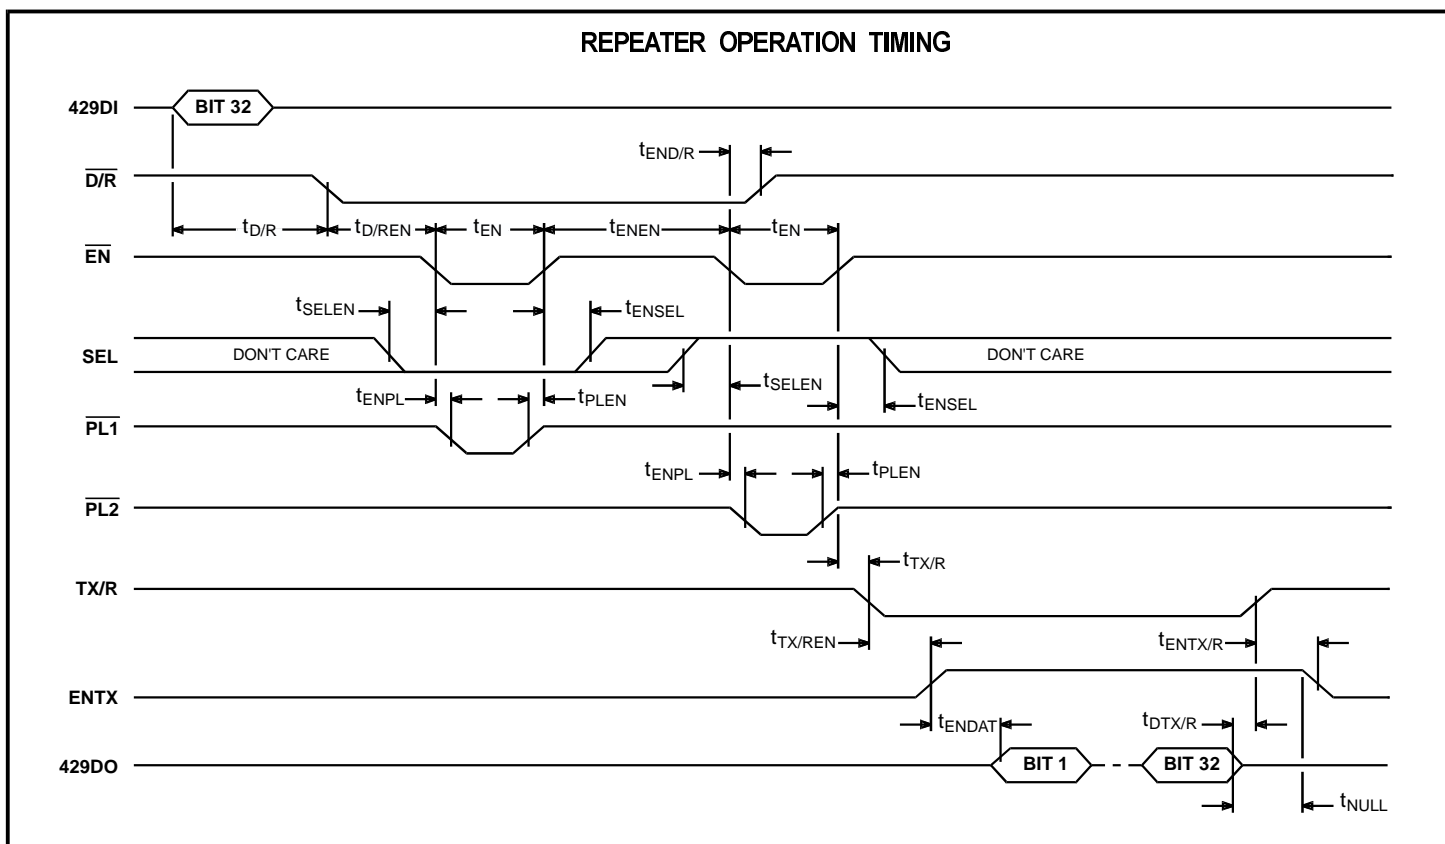 REPEATER OPERATION TIMING
429DI
BIT 32
tEND/R
D/R
tD/R
tD/REN
tEN
tENEN
tEN
EN
tSELEN
tENSEL
SEL
DON'T CARE
DON'T CARE
tSELEN
tENPL
tPLEN
tENSEL
PL1
tENPL
tPLEN
PL2
tTX/R
TX/R
tTX/REN
tENTX/R
ENTX
tENDAT
tDTX/R
429DO
BIT 1
BIT 32
tNULL